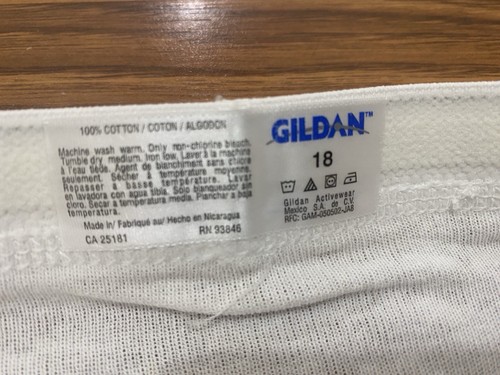 100% COTTON / COTON / ALGODON
Machine wash warm. Only non-chlorine bleach.
Tumble dry medium. Iron low. Laver à la machine
à l'eau tiède. Agent de blanchiment sans chlore
seulement. Sécher à température moyenne.
Repasser à basse température. Lavar
en lavadora con agua tibia. Solo blanqueador sin
cloro. Secar a temperatura media. Planchar a baja
temperatura.
Made in/ Fabriqué au/ Hecho en Nicaragua
CA 25181 RN 93846
GILDAN™
18
Gildan Activewear
Mexico S.A. de C.V.
RFC: GAM-050502-JA8